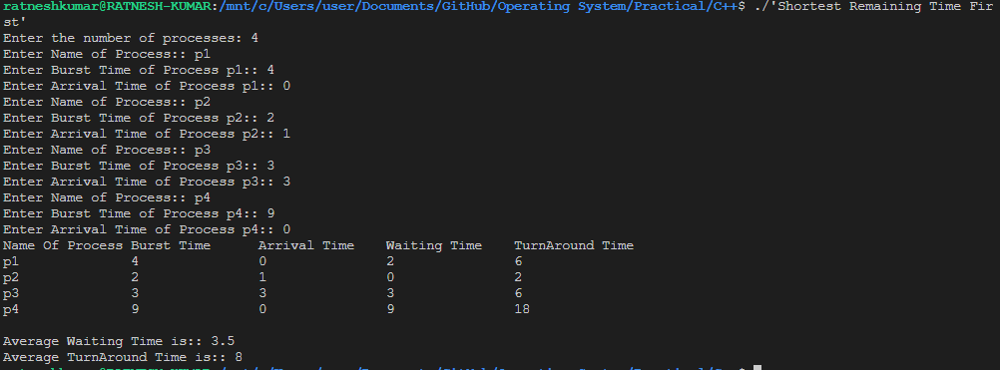 ratneshkumar@RATNESH-KUMAR:/mnt/c/Users/user/Documents/GitHub/Operating System/Practical/C++$ ./'Shortest Remaining Time Fir
st'
Enter the number of processes: 4
Enter Name of Process:: p1
Enter Burst Time of Process p1:: 4
Enter Arrival Time of Process p1:: 0
Enter Name of Process:: p2
Enter Burst Time of Process p2:: 2
Enter Arrival Time of Process p2:: 1
Enter Name of Process:: p3
Enter Burst Time of Process p3:: 3
Enter Arrival Time of Process p3:: 3
Enter Name of Process:: p4
Enter Burst Time of Process p4:: 9
Enter Arrival Time of Process p4:: 0
Name Of Process Burst Time Arrival Time Waiting Time TurnAround Time
p1 4 0 2 6
p2 2 1 0 2
p3 3 3 3 6
p4 9 0 9 18
Average Waiting Time is:: 3.5
Average TurnAround Time is:: 8